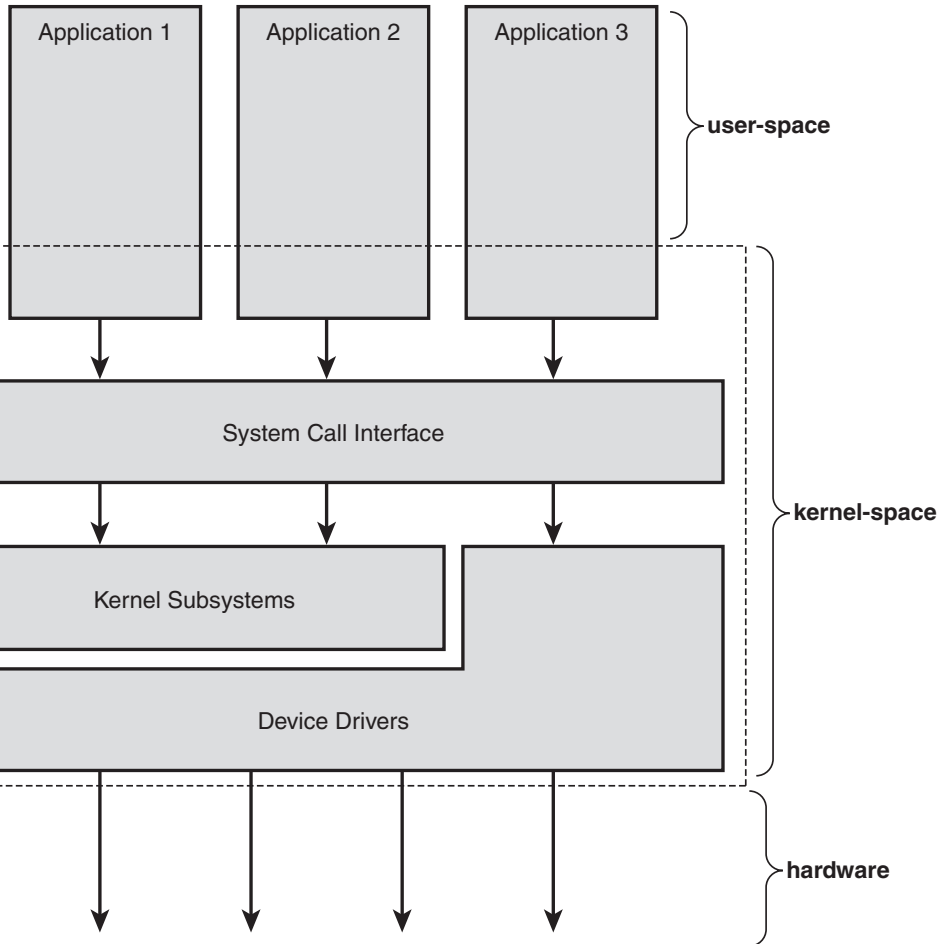 Application 1
Application 2
Application 3
user-space
System Call Interface
kernel-space
Kernel Subsystems
Device Drivers
hardware